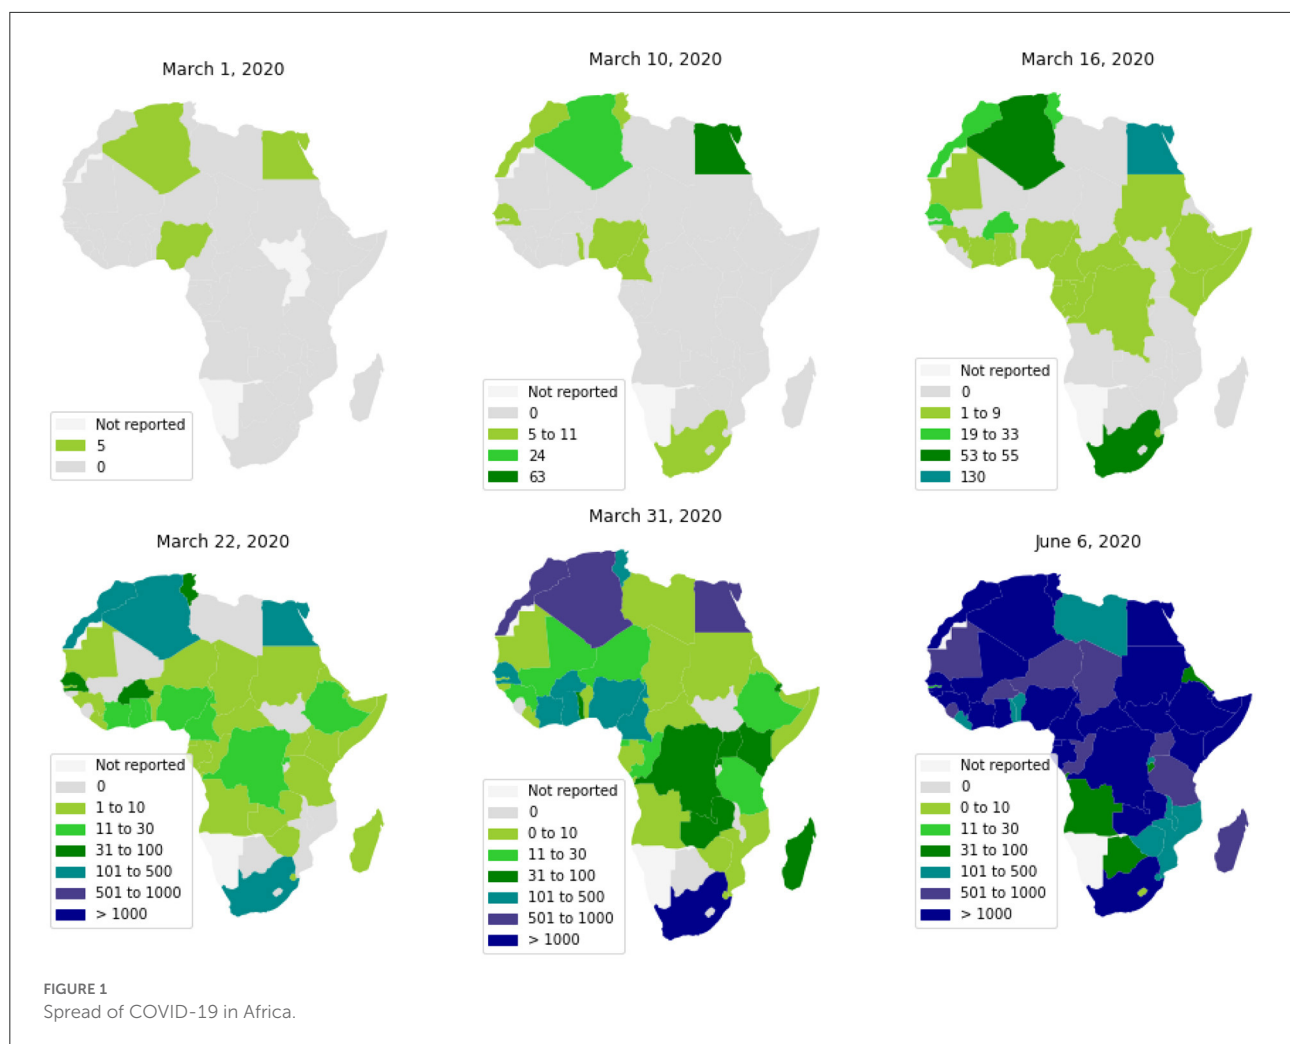 March 1, 2020
Not reported
5
0
March 10, 2020
Not reported
0
5 to 11
24
63
March 16, 2020
Not reported
0
1 to 9
19 to 33
53 to 55
130
March 22, 2020
Not reported
0
1 to 10
11 to 30
31 to 100
101 to 500
501 to 1000
> 1000
March 31, 2020
Not reported
0
0 to 10
11 to 30
31 to 100
101 to 500
501 to 1000
> 1000
June 6, 2020
Not reported
0
0 to 10
11 to 30
31 to 100
101 to 500
501 to 1000
> 1000
FIGURE 1
Spread of COVID-19 in Africa.